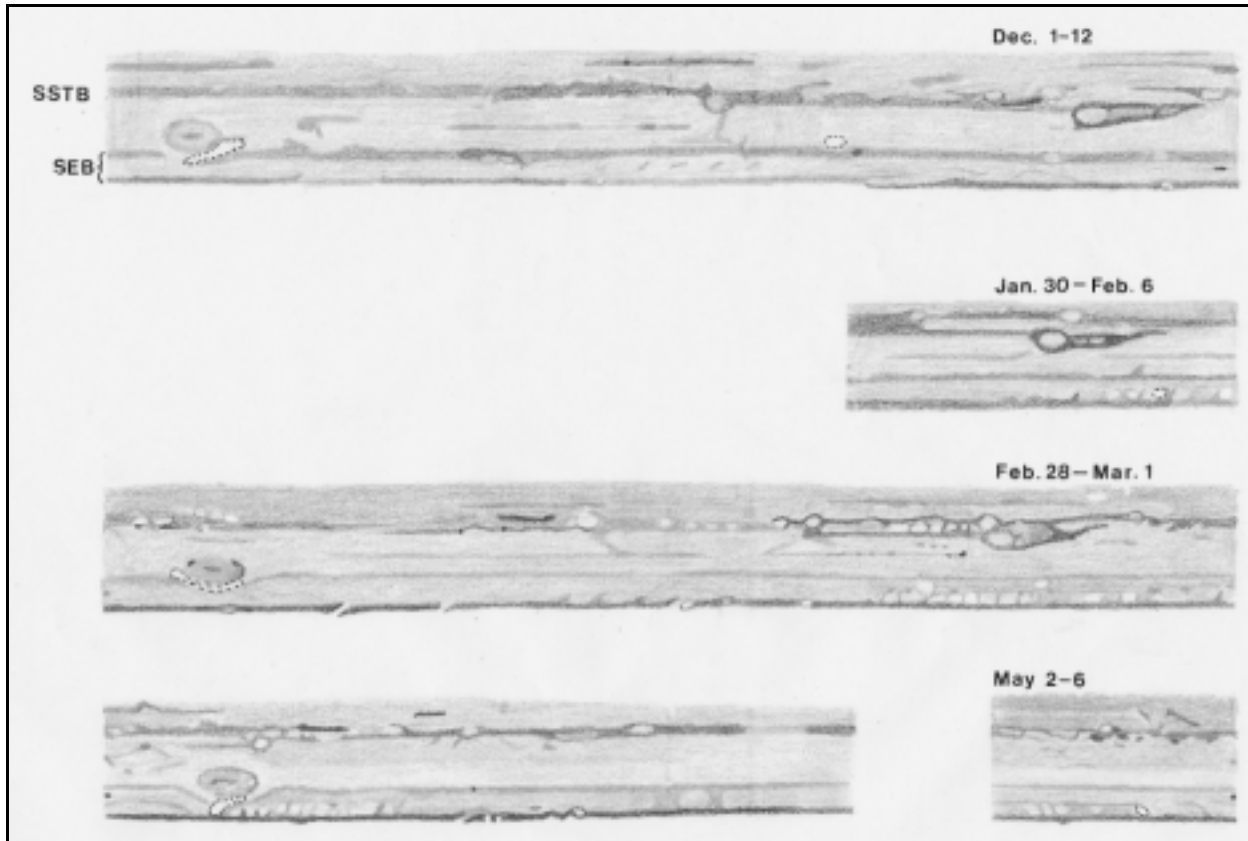 Dec. 1-12
SSTB
SEB
Jan. 30 - Feb. 6
Feb. 28 - Mar. 1
May 2-6